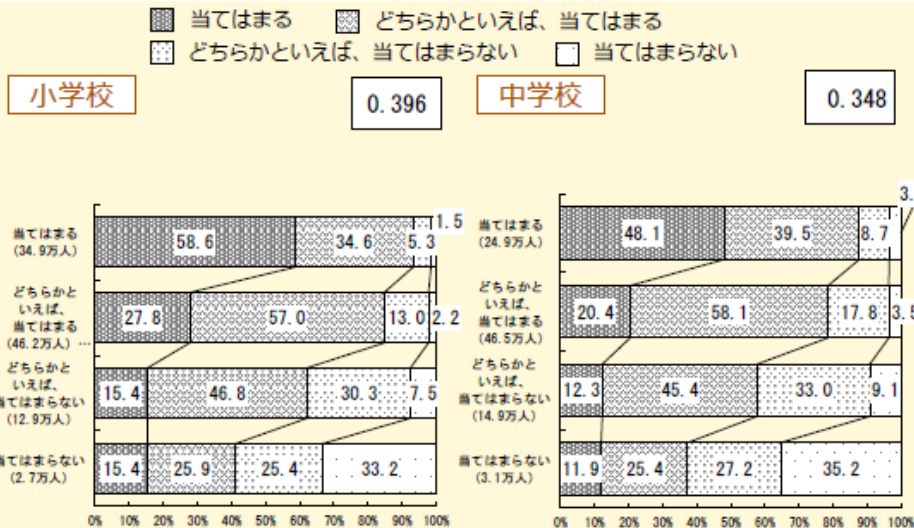 当てはまる どちらかといえば、当てはまる
どちらかといえば、当てはまらない 当てはまらない
小学校 0.396
中学校 0.348
当てはまる
(34.9万人)
58.6 34.6 5.3 1.5
どちらかと
いえば、
当てはまる
(46.2万人) …
27.8 57.0 13.0 2.2
どちらかと
いえば、
当てはまらない
(12.9万人)
15.4 46.8 30.3 7.5
当てはまらない
(2.7万人)
15.4 25.9 25.4 33.2
0% 10% 20% 30% 40% 50% 60% 70% 80% 90% 100%
当てはまる
(24.9万人)
48.1 39.5 8.7 3.
どちらかと
いえば、
当てはまる
(46.5万人)
20.4 58.1 17.8 3.5
どちらかと
いえば、
当てはまらない
(14.9万人)
12.3 45.4 33.0 9.1
当てはまらない
(3.1万人)
11.9 25.4 27.2 35.2
0% 10% 20% 30% 40% 50% 60% 70% 80% 90% 100%